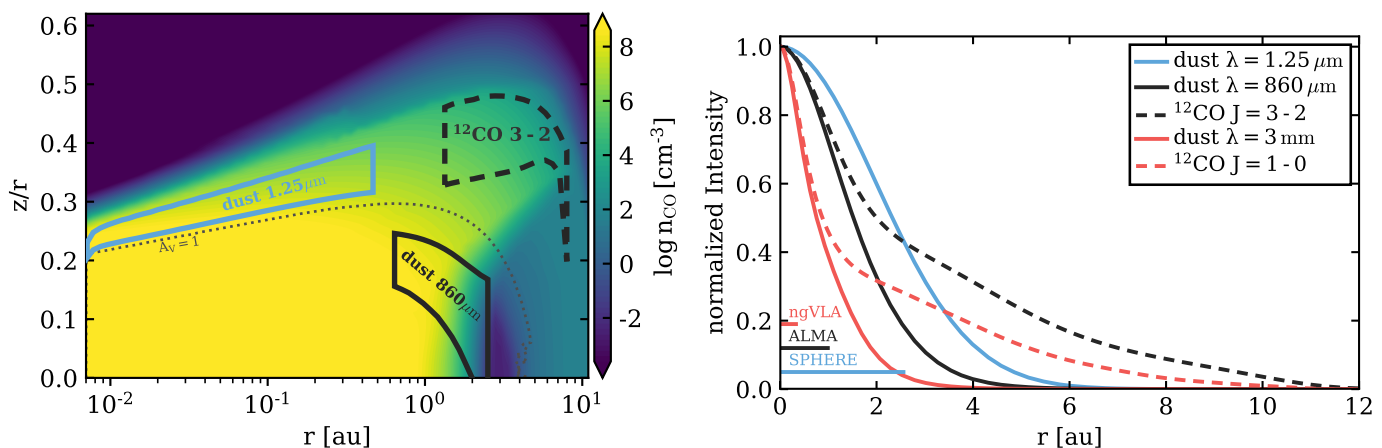 0.6
0.5
0.4
0.3
0.2
0.1
0.0
z/r
¹²CO 3 - 2
dust 1.25μm
A_V = 1
dust 860μm
10⁻²
10⁻¹
10⁰
10¹
r [au]
8
6
4
2
0
-2
log n_CO [cm⁻³]
1.0
0.8
0.6
0.4
0.2
0.0
normalized Intensity
dust λ = 1.25 μm
dust λ = 860 μm
¹²CO J = 3 - 2
dust λ = 3 mm
¹²CO J = 1 - 0
ngVLA
ALMA
SPHERE
0
2
4
6
8
10
12
r [au]